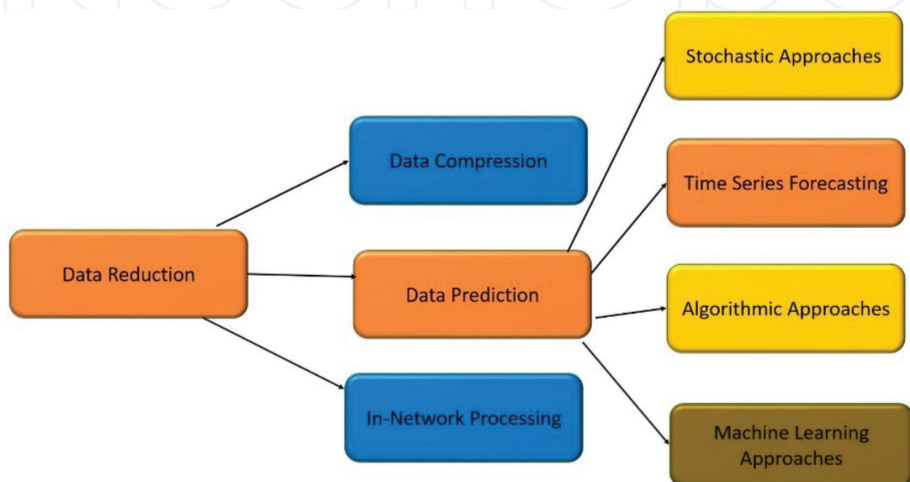 Data Reduction
Data Compression
Data Prediction
In-Network Processing
Stochastic Approaches
Time Series Forecasting
Algorithmic Approaches
Machine Learning
Approaches